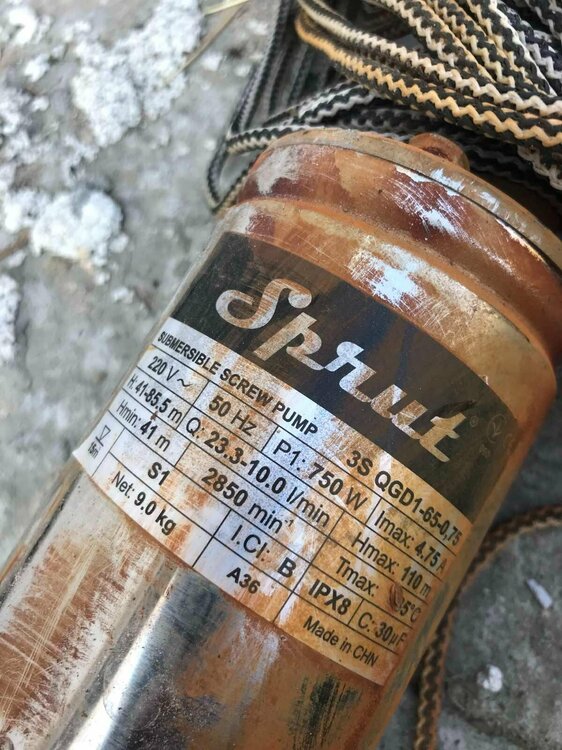 Sprut®
SUBMERSIBLE SCREW PUMP 3S QGD1-65-0,75
220 V ~ 50 Hz P1: 750 W Imax: 4,75 A
H: 41-85,5 m Q: 23.3-10.0 l/min Hmax: 110 m
Hmin: 41 m 2850 min⁻¹ Tmax: 5°C
S1 I.Cl: B IPX8 C: 30µF
Net: 9.0 kg A36 Made in CHN